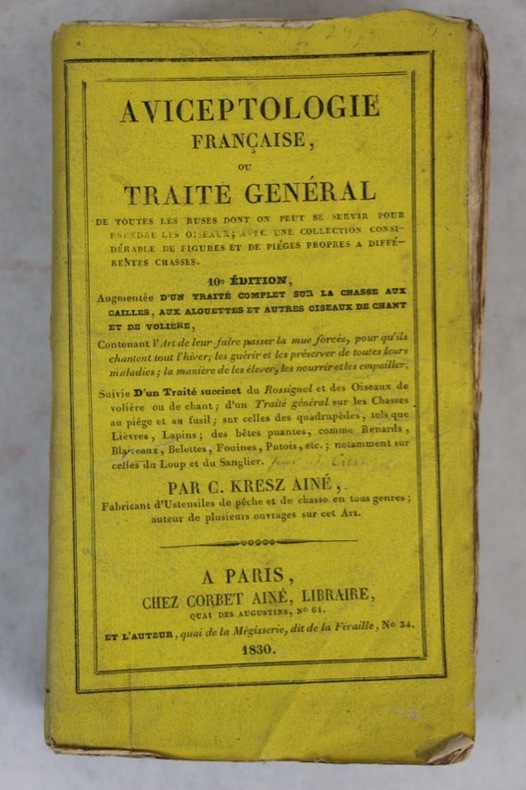 AVICEPTOLOGIE
FRANÇAISE,
OU
TRAITÉ GENÉRAL
DE TOUTES LES RUSES DONT ON PEUT SE SERVIR POUR
PRENDRE LES OISEAUX; AVEC UNE COLLECTION CONSI-
DÉRABLE DE FIGURES ET DE PIÉGES PROPRES A DIFFÉ-
RENTES CHASSES.
10e ÉDITION,
Augmentée D'UN TRAITÉ COMPLET SUR LA CHASSE AUX
CAILLES, AUX ALOUETTES ET AUTRES OISEAUX DE CHANT
ET DE VOLIÈRE,
Contenant l'Art de leur faire passer la mue forcée, pour qu'ils
chantent tout l'hiver; les guérir et les préserver de toutes leurs
maladies; la manière de les élever, les nourrir et les empailler;
Suivie D'un Traité succinct du Rossignol et des Oiseaux de
volière ou de chant; d'un Traité général sur les Chasses
au piége et au fusil; sur celles des quadrupèdes, tels que
Lièvres, Lapins; des bêtes puantes, comme Renards,
Blaireaux, Belettes, Fouines, Putois, etc.; notamment sur
celles du Loup et du Sanglier.
PAR C. KRESZ AINÉ,
Fabricant d'Ustensiles de pêche et de chasse en tous genres;
auteur de plusieurs ouvrages sur cet Art.
A PARIS,
CHEZ CORBET AINÉ, LIBRAIRE,
QUAI DES AUGUSTINS, No 61.
ET L'AUTEUR, quai de la Mégisserie, dit de la Féraille, No 34.
1830.